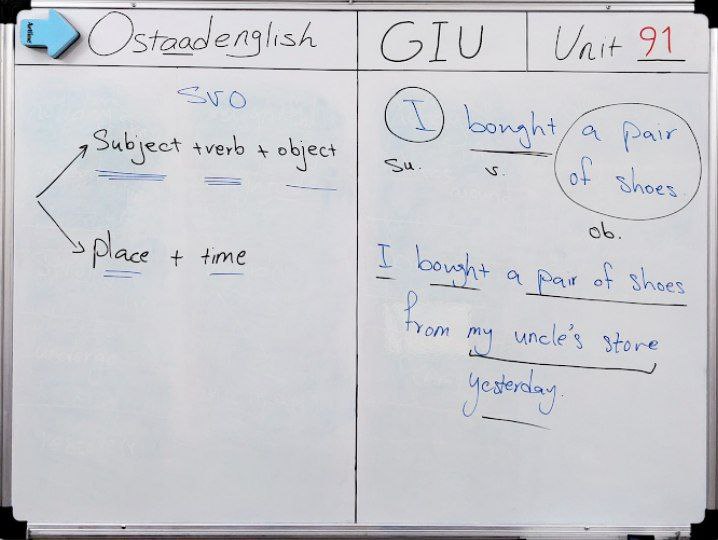 Artline
Ostaadenglish
GIU
Unit 91
SVO
Subject + verb + object
place + time
I bought a pair
of shoes.
su. v.
ob.
I bought a pair of shoes
from my uncle's store
yesterday.